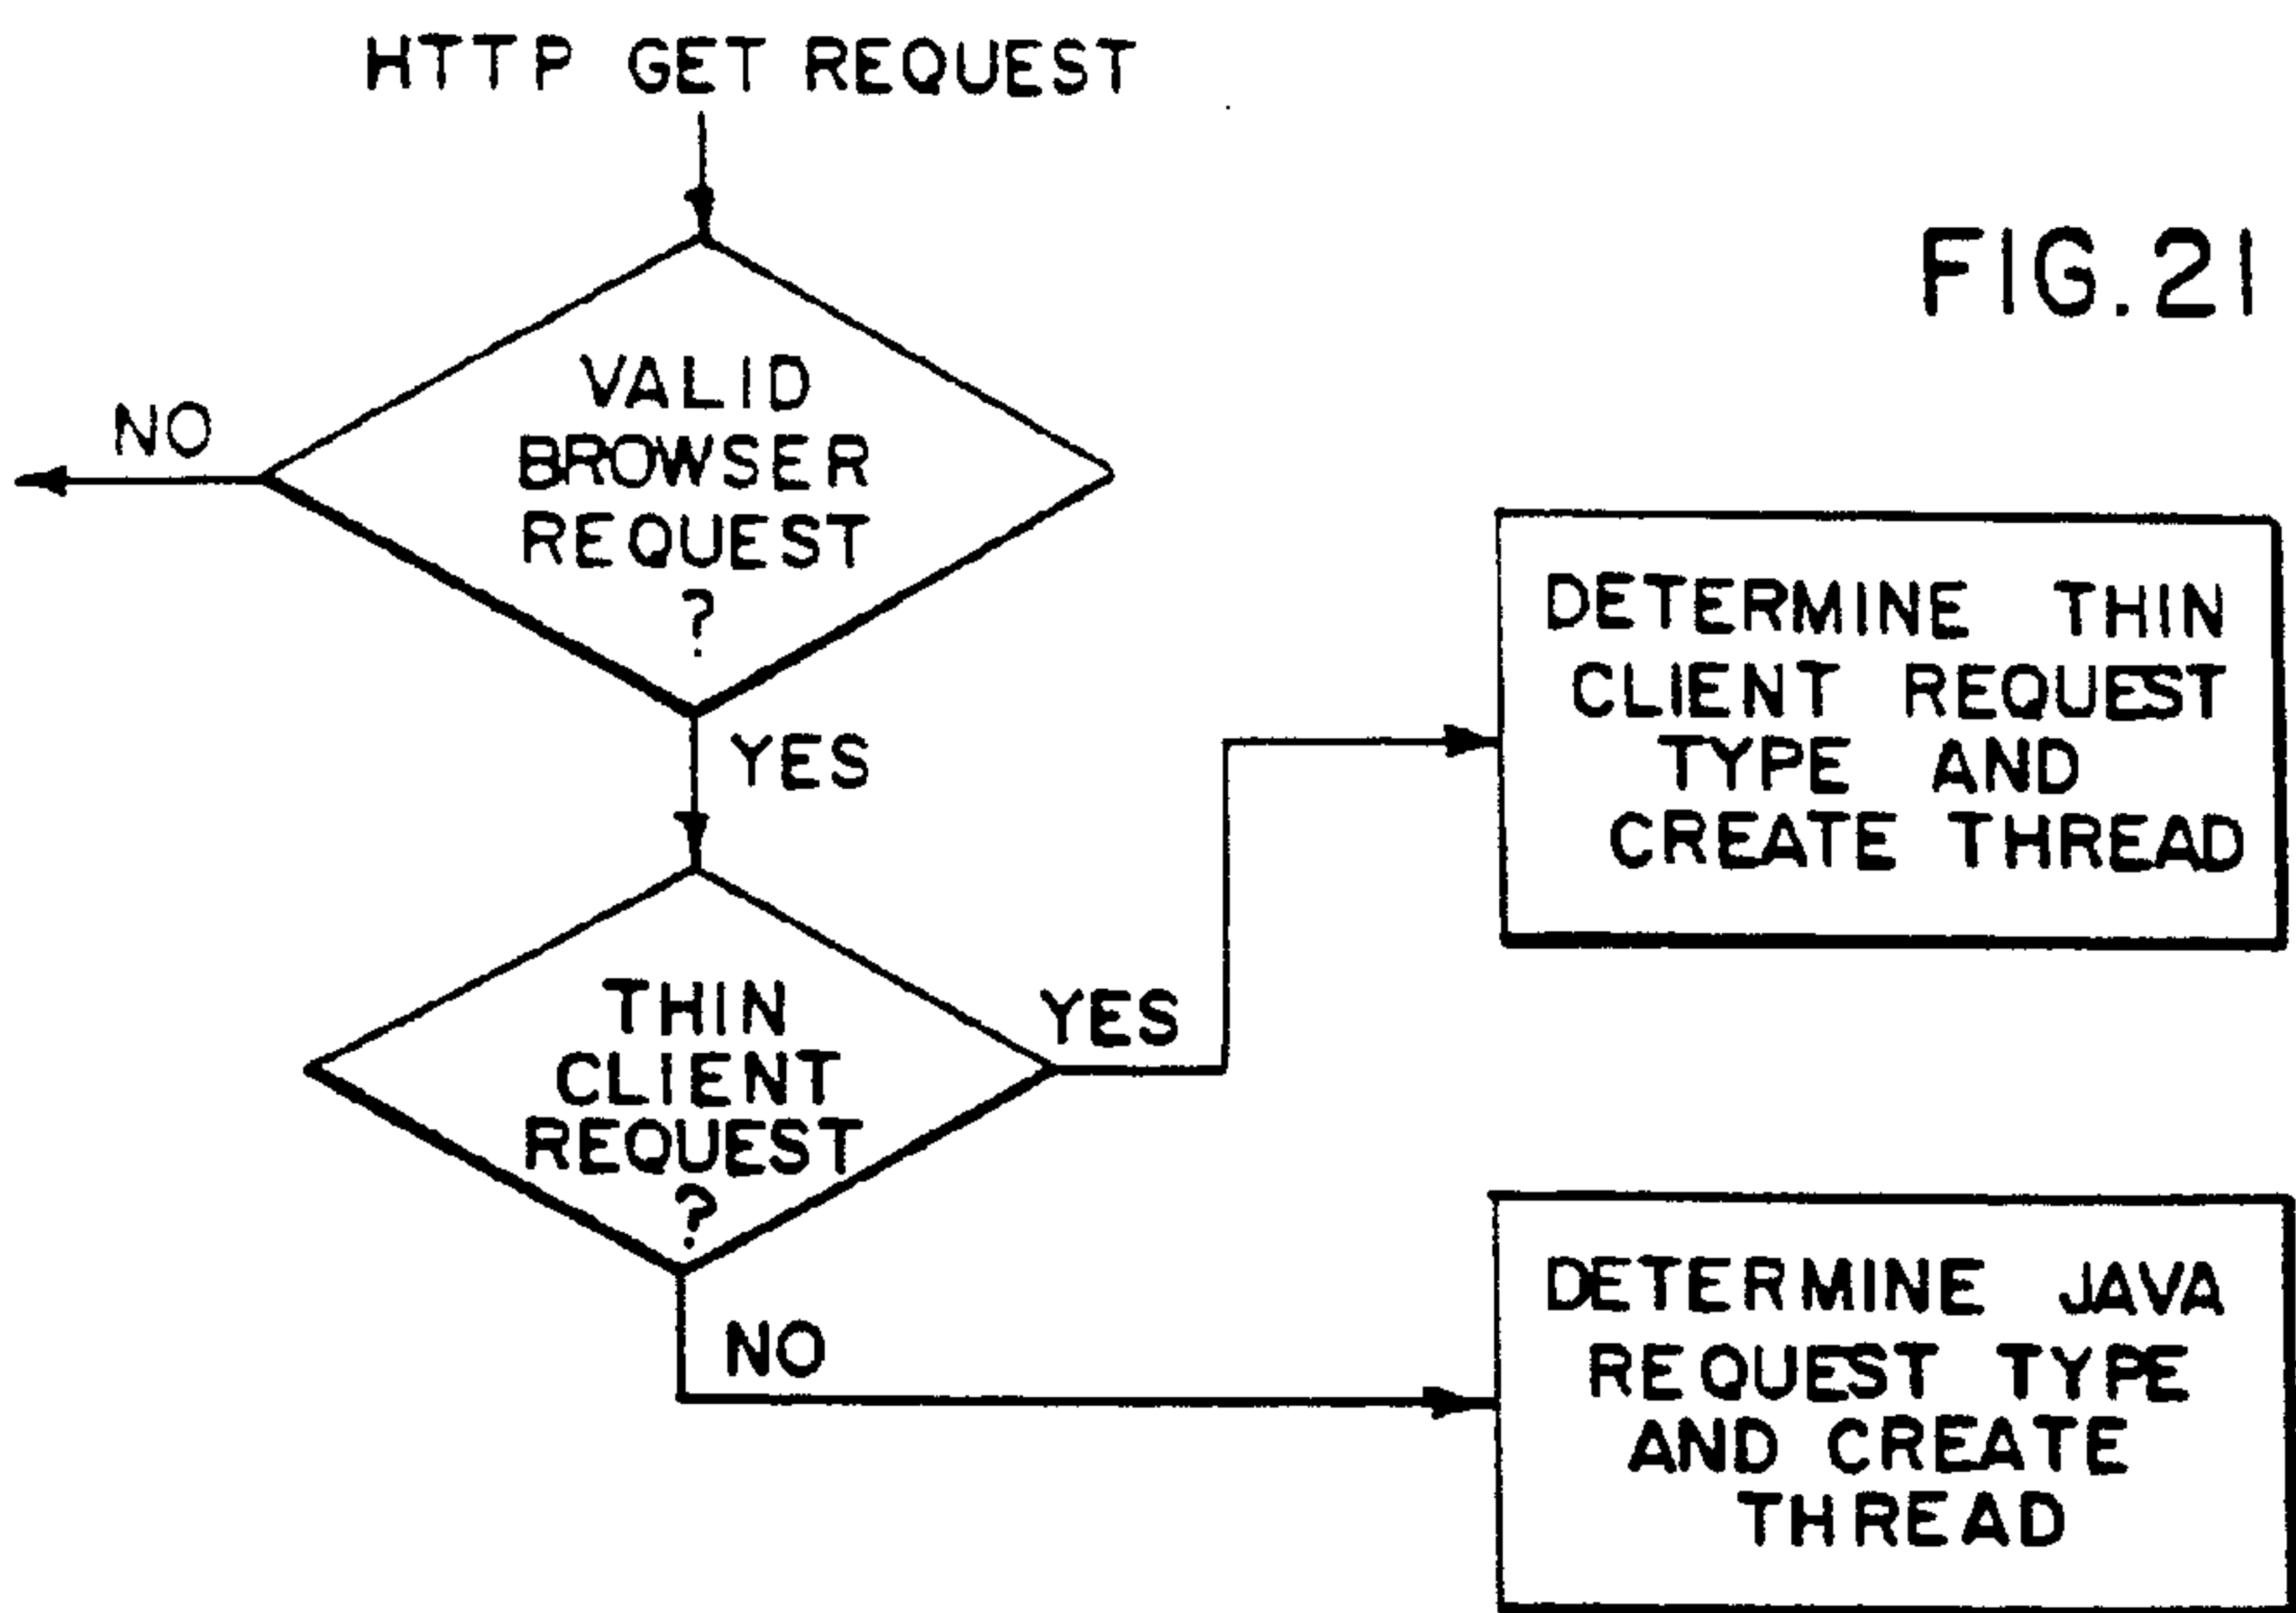 HTTP GET REQUEST
FIG.21
VALID
BROWSER
REQUEST
?
NO
YES
THIN
CLIENT
REQUEST
?
YES
NO
DETERMINE THIN
CLIENT REQUEST
TYPE AND
CREATE THREAD
DETERMINE JAVA
REQUEST TYPE
AND CREATE
THREAD